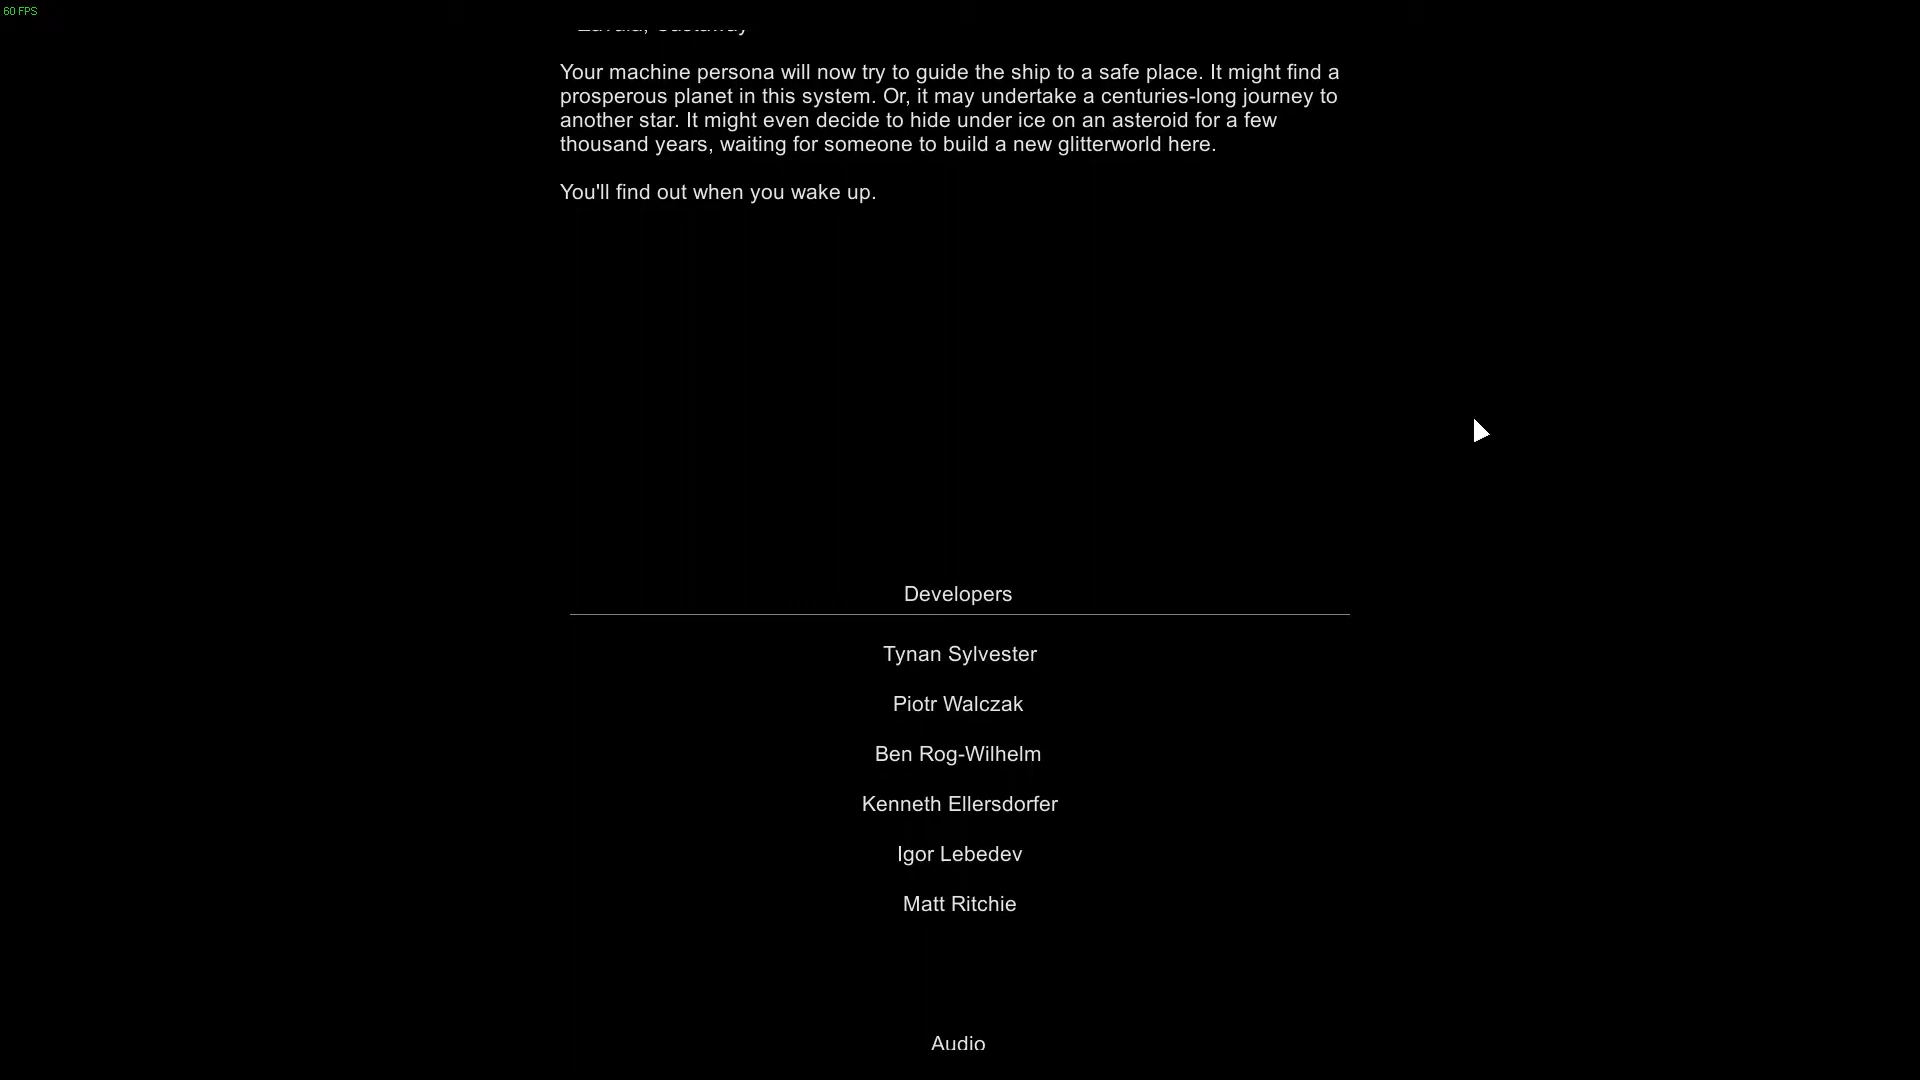 60 FPS
Your machine persona will now try to guide the ship to a safe place. It might find a
prosperous planet in this system. Or, it may undertake a centuries-long journey to
another star. It might even decide to hide under ice on an asteroid for a few
thousand years, waiting for someone to build a new glitterworld here.
You'll find out when you wake up.
Developers
Tynan Sylvester
Piotr Walczak
Ben Rog-Wilhelm
Kenneth Ellersdorfer
Igor Lebedev
Matt Ritchie
Audio